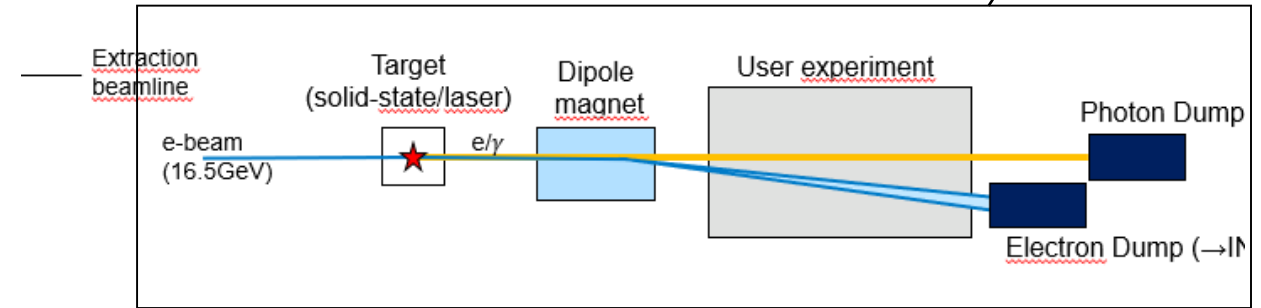 Extraction
beamline
Target
(solid-state/laser)
Dipole
magnet
User experiment
Photon Dump
e-beam
(16.5GeV)
e/γ
Electron Dump (→IN